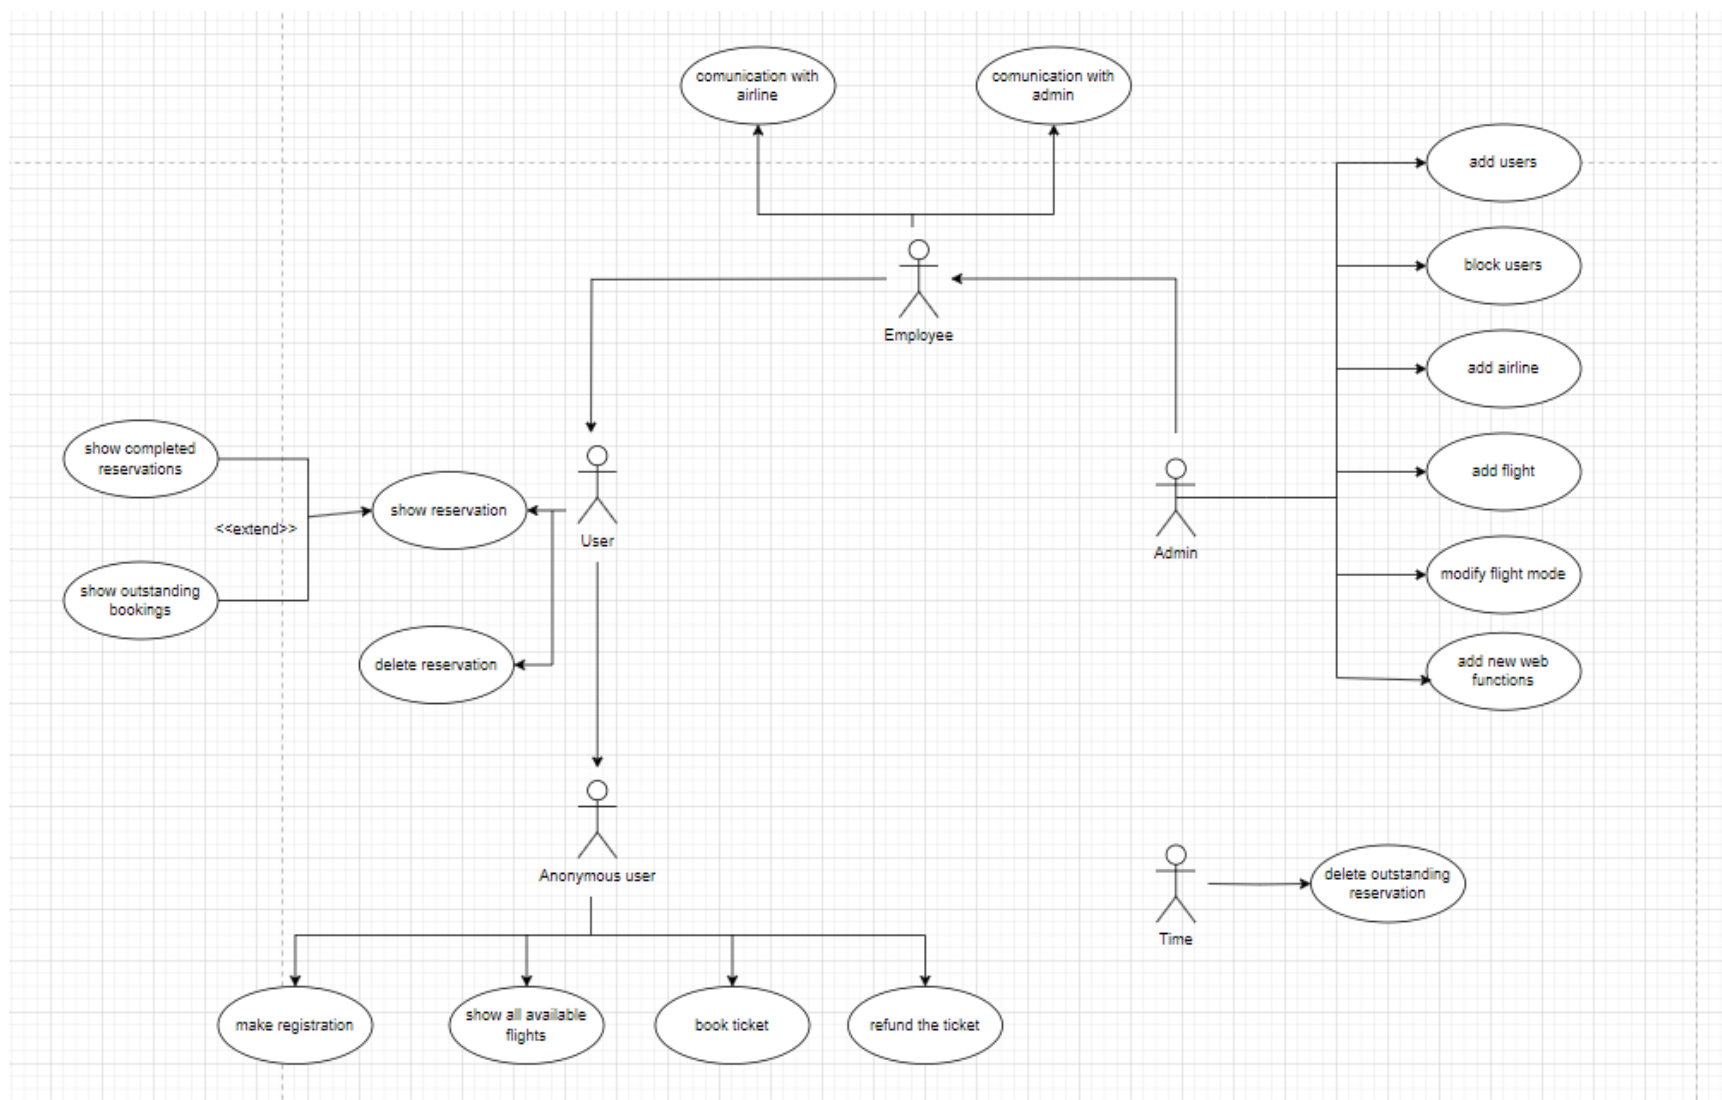 comunication with
airline
comunication with
admin
add users
block users
Employee
add airline
show completed
reservations
add flight
show reservation
<<extend>>
User
Admin
modify flight mode
show outstanding
bookings
delete reservation
add new web
functions
Anonymous user
delete outstanding
reservation
Time
make registration
show all available
flights
book ticket
refund the ticket